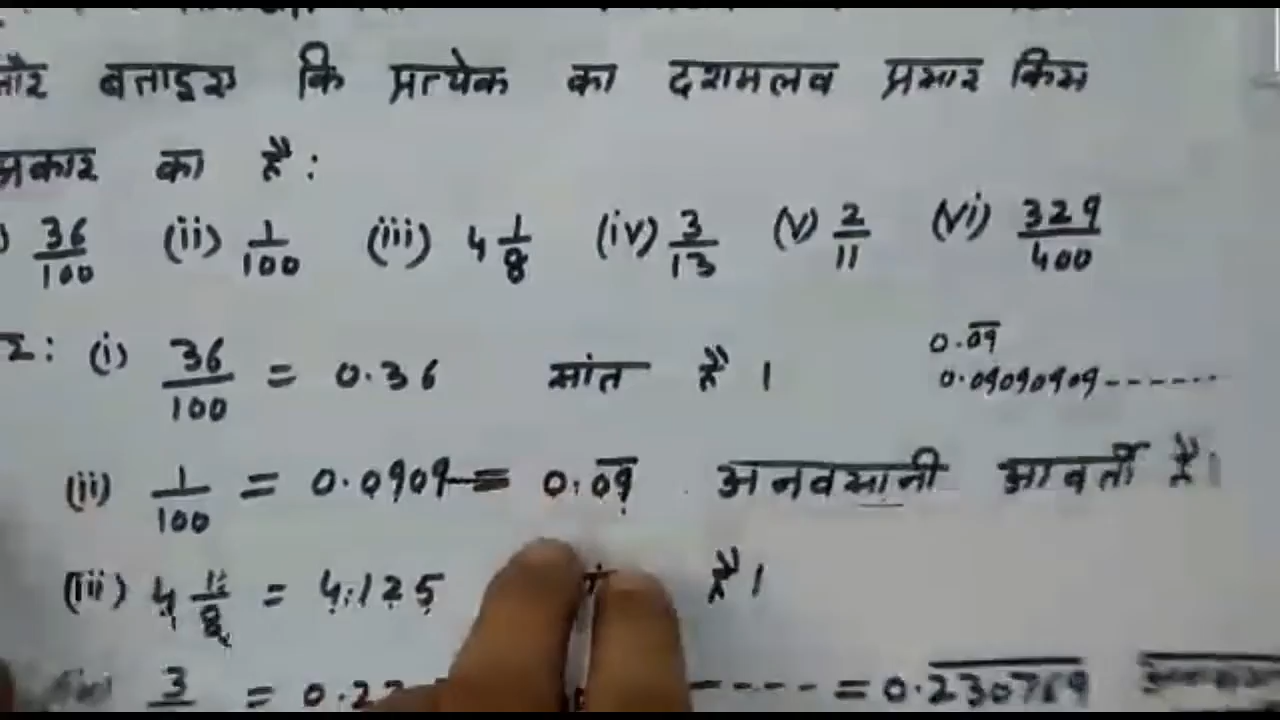 और बताइए कि प्रत्येक का दशमलव प्रसार किस
प्रकार का है:
) 36/100 (ii) 1/100 (iii) 4 1/8 (iv) 3/13 (v) 2/11 (vi) 329/400
(i) 36/100 = 0.36 सांत है ।
0.0̅9̅
0.09090909------
(ii) 1/100 = 0.0909-- = 0.0̅9̅ अनवसानी आवर्ती है।
(iii) 4 1/8 = 4.125 है।
3 = 0.2 ---- = 0.2̅3̅0̅7̅6̅9̅